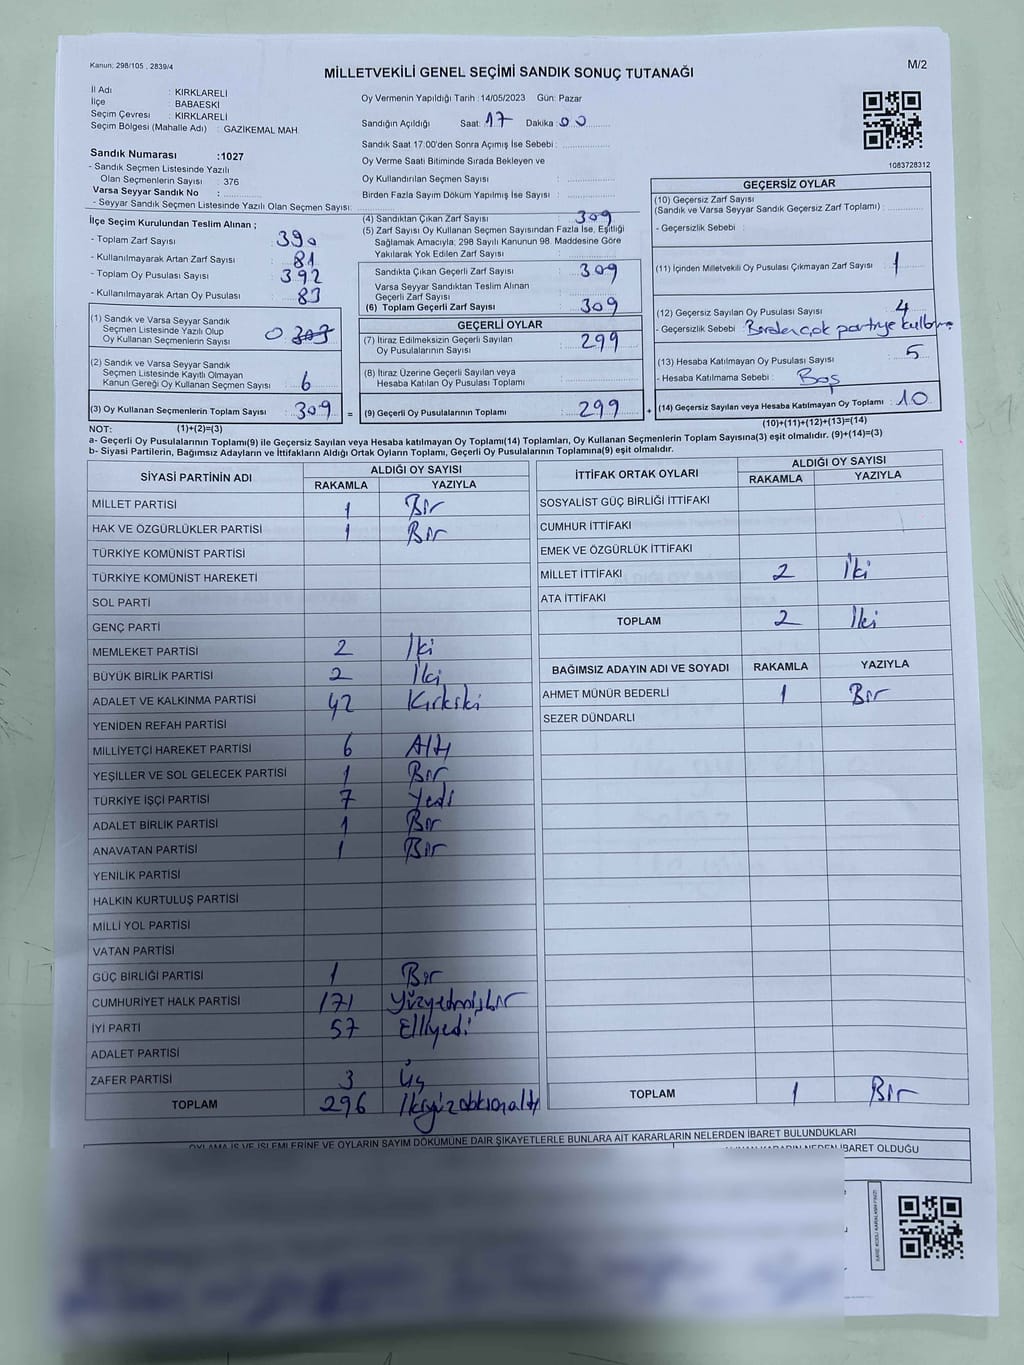 Kanun: 298/105 , 2839/4
MİLLETVEKİLİ GENEL SEÇİMİ SANDIK SONUÇ TUTANAĞI
M/2
İl Adı : KIRKLARELİ
İlçe : BABAESKİ
Seçim Çevresi : KIRKLARELİ
Seçim Bölgesi (Mahalle Adı) : GAZİKEMAL MAH.
Sandık Numarası :1027
- Sandık Seçmen Listesinde Yazılı
Olan Seçmenlerin Sayısı : 376
Varsa Seyyar Sandık No :
- Seyyar Sandık Seçmen Listesinde Yazılı Olan Seçmen Sayısı:
Oy Vermenin Yapıldığı Tarih :14/05/2023 Gün: Pazar
Sandığın Açıldığı Saat: 17 Dakika 00
Sandık Saat 17:00'den Sonra Açımış İse Sebebi :
Oy Verme Saati Bitiminde Sırada Bekleyen ve
Oy Kullandırılan Seçmen Sayısı :
Birden Fazla Sayım Döküm Yapılmış İse Sayısı :
1083728312
İlçe Seçim Kurulundan Teslim Alınan ;
- Toplam Zarf Sayısı : 390
- Kullanılmayarak Artan Zarf Sayısı : 81
- Toplam Oy Pusulası Sayısı : 392
- Kullanılmayarak Artan Oy Pusulası : 83
(1) Sandık ve Varsa Seyyar Sandık
Seçmen Listesinde Yazılı Olup
Oy Kullanan Seçmenlerin Sayısı
(2) Sandık ve Varsa Seyyar Sandık
Seçmen Listesinde Kayıtlı Olmayan
Kanun Gereği Oy Kullanan Seçmen Sayısı : 6
(3) Oy Kullanan Seçmenlerin Toplam Sayısı : 309 =
(4) Sandıktan Çıkan Zarf Sayısı : 309
(5) Zarf Sayısı Oy Kullanan Seçmen Sayısından Fazla İse, Eşitliği
Sağlamak Amacıyla; 298 Sayılı Kanunun 98. Maddesine Göre
Yakılarak Yok Edilen Zarf Sayısı :
Sandıkta Çıkan Geçerli Zarf Sayısı : 309
Varsa Seyyar Sandıktan Teslim Alınan
Geçerli Zarf Sayısı :
(6) Toplam Geçerli Zarf Sayısı : 309
GEÇERLİ OYLAR
(7) İtiraz Edilmeksizin Geçerli Sayılan
Oy Pusulalarının Sayısı : 299
(8) İtiraz Üzerine Geçerli Sayılan veya
Hesaba Katılan Oy Pusulası Toplamı :
(9) Geçerli Oy Pusulalarının Toplamı : 299 +
GEÇERSİZ OYLAR
(10) Geçersiz Zarf Sayısı
(Sandık ve Varsa Seyyar Sandık Geçersiz Zarf Toplamı) :
- Geçersizlik Sebebi :
(11) İçinden Milletvekili Oy Pusulası Çıkmayan Zarf Sayısı : 1
(12) Geçersiz Sayılan Oy Pusulası Sayısı : 4
- Geçersizlik Sebebi : Birden çok partiye
(13) Hesaba Katılmayan Oy Pusulası Sayısı : 5
- Hesaba Katılmama Sebebi : Boş
(14) Geçersiz Sayılan veya Hesaba Katılmayan Oy Toplamı : 10
NOT: (1)+(2)=(3)
(10)+(11)+(12)+(13)=(14)
a- Geçerli Oy Pusulalarının Toplamı(9) ile Geçersiz Sayılan veya Hesaba katılmayan Oy Toplamı(14) Toplamları, Oy Kullanan Seçmenlerin Toplam Sayısına(3) eşit olmalıdır. (9)+(14)=(3)
b- Siyasi Partilerin, Bağımsız Adayların ve İttifakların Aldığı Ortak Oyların Toplamı, Geçerli Oy Pusulalarının Toplamına(9) eşit olmalıdır.
SİYASİ PARTİNİN ADI
ALDIĞI OY SAYISI
RAKAMLA YAZIYLA
MİLLET PARTİSİ 1 Bir
HAK VE ÖZGÜRLÜKLER PARTİSİ 1 Bir
TÜRKİYE KOMÜNİST PARTİSİ
TÜRKİYE KOMÜNİST HAREKETİ
SOL PARTİ
GENÇ PARTİ
MEMLEKET PARTİSİ 2 İki
BÜYÜK BİRLİK PARTİSİ 2 İki
ADALET VE KALKINMA PARTİSİ 42 Kırkiki
YENİDEN REFAH PARTİSİ
MİLLİYETÇİ HAREKET PARTİSİ 6 Altı
YEŞİLLER VE SOL GELECEK PARTİSİ 1 Bir
TÜRKİYE İŞÇİ PARTİSİ 7 Yedi
ADALET BİRLİK PARTİSİ 1 Bir
ANAVATAN PARTİSİ 1 Bir
YENİLİK PARTİSİ
HALKIN KURTULUŞ PARTİSİ
MİLLİ YOL PARTİSİ
VATAN PARTİSİ
GÜÇ BİRLİĞİ PARTİSİ 1 Bir
CUMHURİYET HALK PARTİSİ 171 Yüzyetmişbir
İYİ PARTİ 57 Elliyedi
ADALET PARTİSİ
ZAFER PARTİSİ 3 Üç
TOPLAM 296 İkiyüzdoksanaltı
İTTİFAK ORTAK OYLARI
ALDIĞI OY SAYISI
RAKAMLA YAZIYLA
SOSYALİST GÜÇ BİRLİĞİ İTTİFAKI
CUMHUR İTTİFAKI
EMEK VE ÖZGÜRLÜK İTTİFAKI
MİLLET İTTİFAKI 2 İki
ATA İTTİFAKI
TOPLAM 2 İki
BAĞIMSIZ ADAYIN ADI VE SOYADI RAKAMLA YAZIYLA
AHMET MÜNÜR BEDERLİ 1 Bir
SEZER DÜNDARLI
TOPLAM 1 Bir
OYLAMA İŞ VE İŞLEMLERİNE VE OYLARIN SAYIM DÖKÜMÜNE DAİR ŞİKAYETLERLE BUNLARA AİT KARARLARIN NELERDEN İBARET BULUNDUKLARI
İBARET OLDUĞU